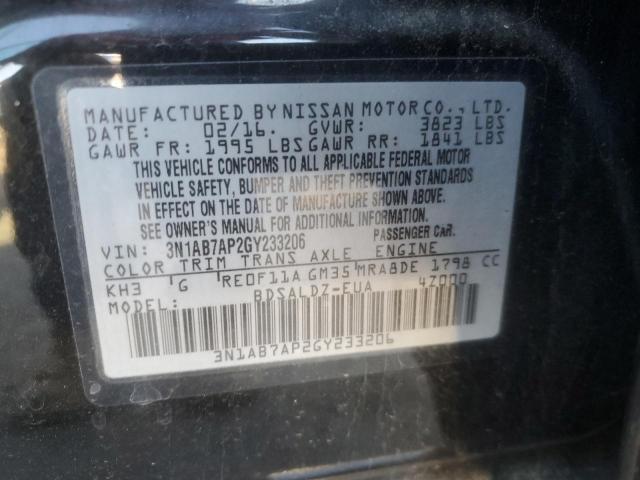 MANUFACTURED BY NISSAN MOTOR CO., LTD.
DATE: 02/16. GVWR: 3823 LBS
GAWR FR: 1995 LBS GAWR RR: 1841 LBS
THIS VEHICLE CONFORMS TO ALL APPLICABLE FEDERAL MOTOR
VEHICLE SAFETY, BUMPER AND THEFT PREVENTION STANDARDS
IN EFFECT ON THE DATE OF MANUFACTURE SHOWN ABOVE.
SEE OWNER'S MANUAL FOR ADDITIONAL INFORMATION.
VIN: 3N1AB7AP2GY233206 PASSENGER CAR.
COLOR TRIM TRANS AXLE ENGINE
KH3 G RE0F11A GM35 MRA8DE 1798 CC
MODEL: BDSALDZ-EUA 4Z000
3N1AB7AP2GY233206